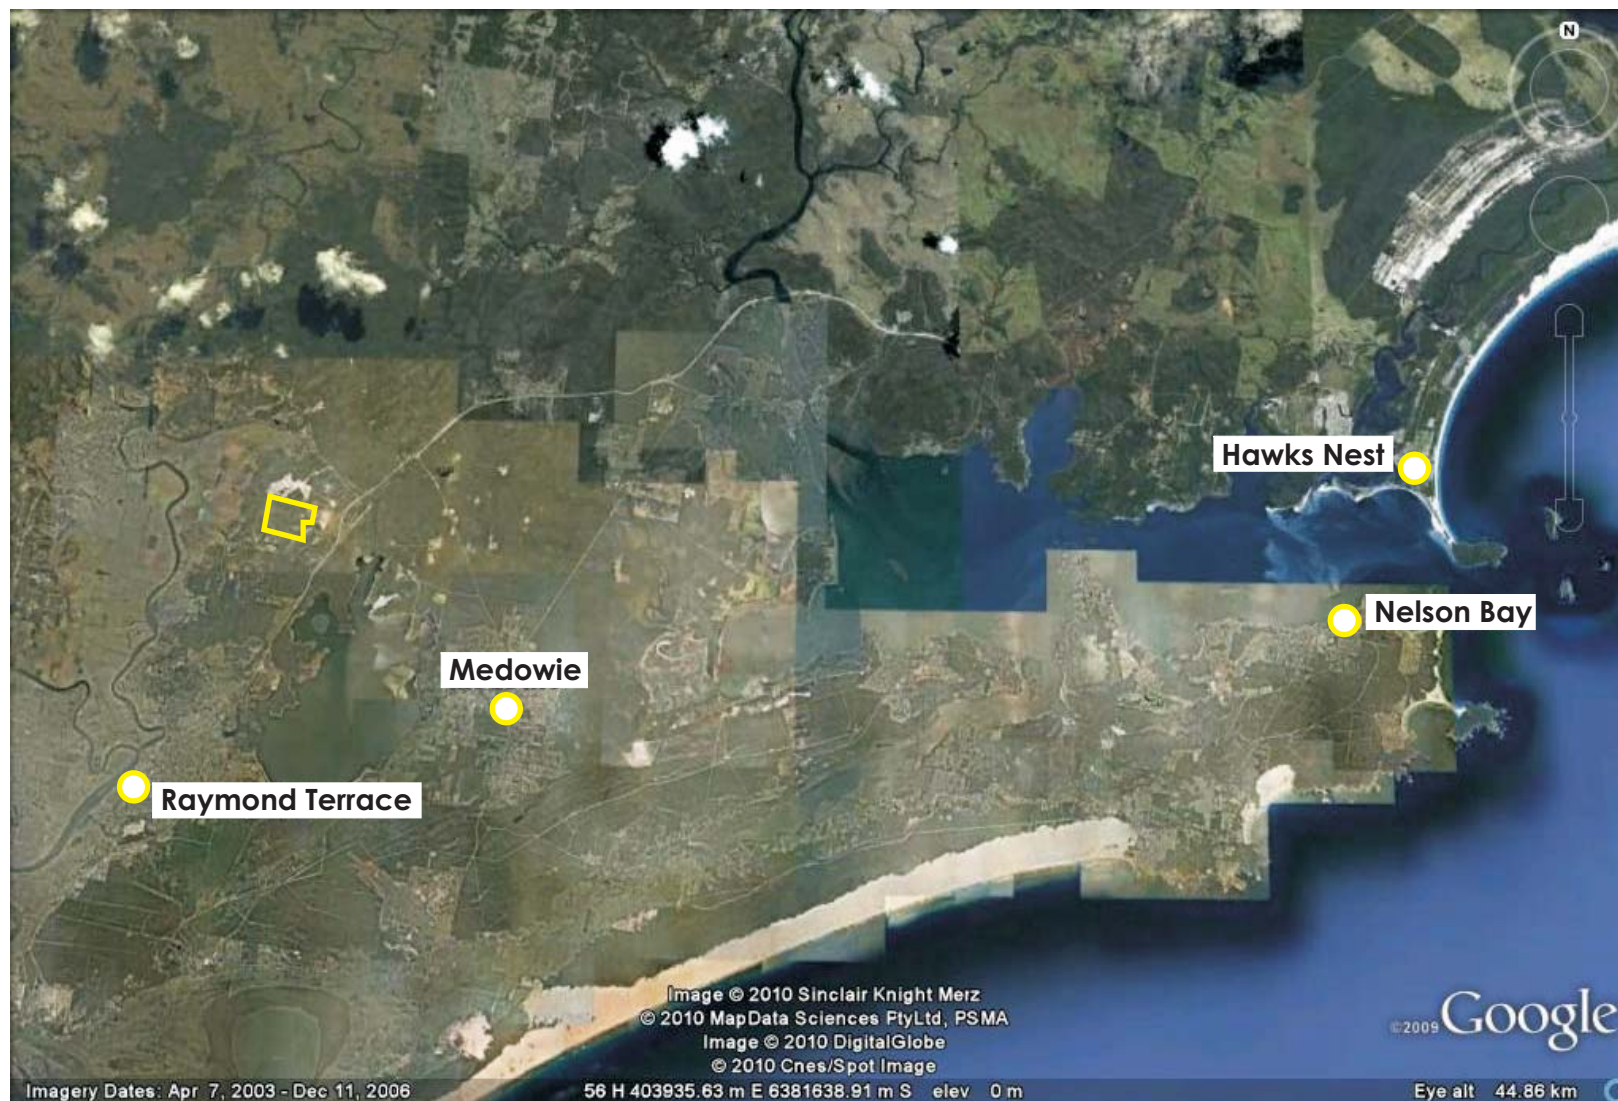 N
Hawks Nest
Nelson Bay
Medowie
Raymond Terrace
Image © 2010 Sinclair Knight Merz
© 2010 MapData Sciences PtyLtd, PSMA
Image © 2010 DigitalGlobe
© 2010 Cnes/Spot Image
©2009 Google
Imagery Dates: Apr 7, 2003 - Dec 11, 2006 56 H 403935.63 m E 6381638.91 m S elev 0 m Eye alt 44.86 km